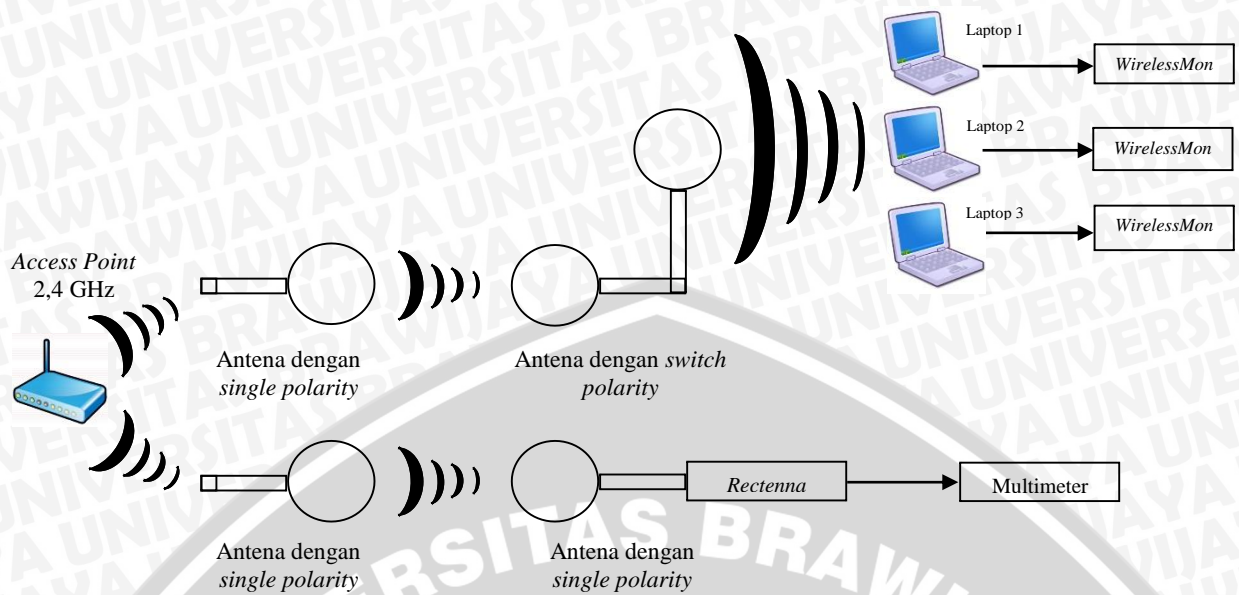 Laptop 1
WirelessMon
Laptop 2
WirelessMon
Laptop 3
WirelessMon
Access Point
2,4 GHz
Antena dengan
single polarity
Antena dengan switch
polarity
Rectenna
Multimeter
Antena dengan
single polarity
Antena dengan
single polarity